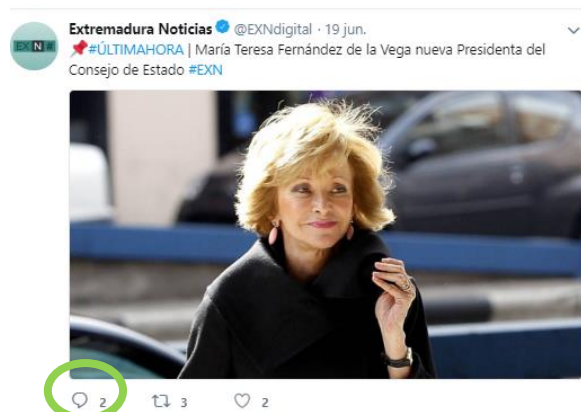 Extremadura Noticias @EXNdigital · 19 jun.
EX N #
📌#ÚLTIMAHORA | María Teresa Fernández de la Vega nueva Presidenta del
Consejo de Estado #EXN
2 3 2